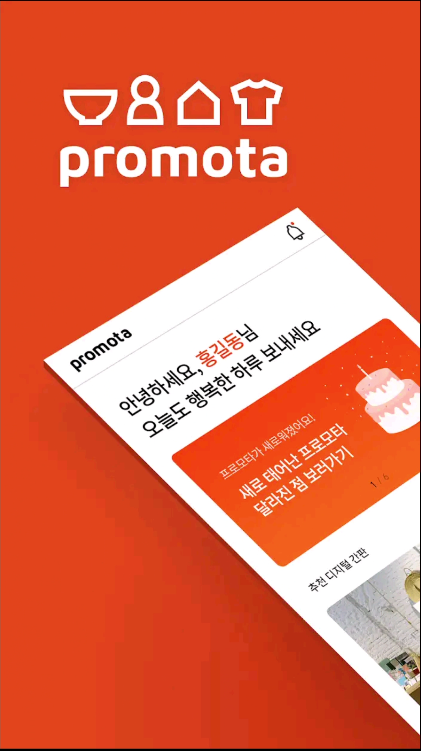 promota
promota
안녕하세요, 홍길동님
오늘도 행복한 하루 보내세요
프로모타가 새로워졌어요!
새로 태어난 프로모타
달라진 점 보러가기
1 / 6
추천 디지털 간판